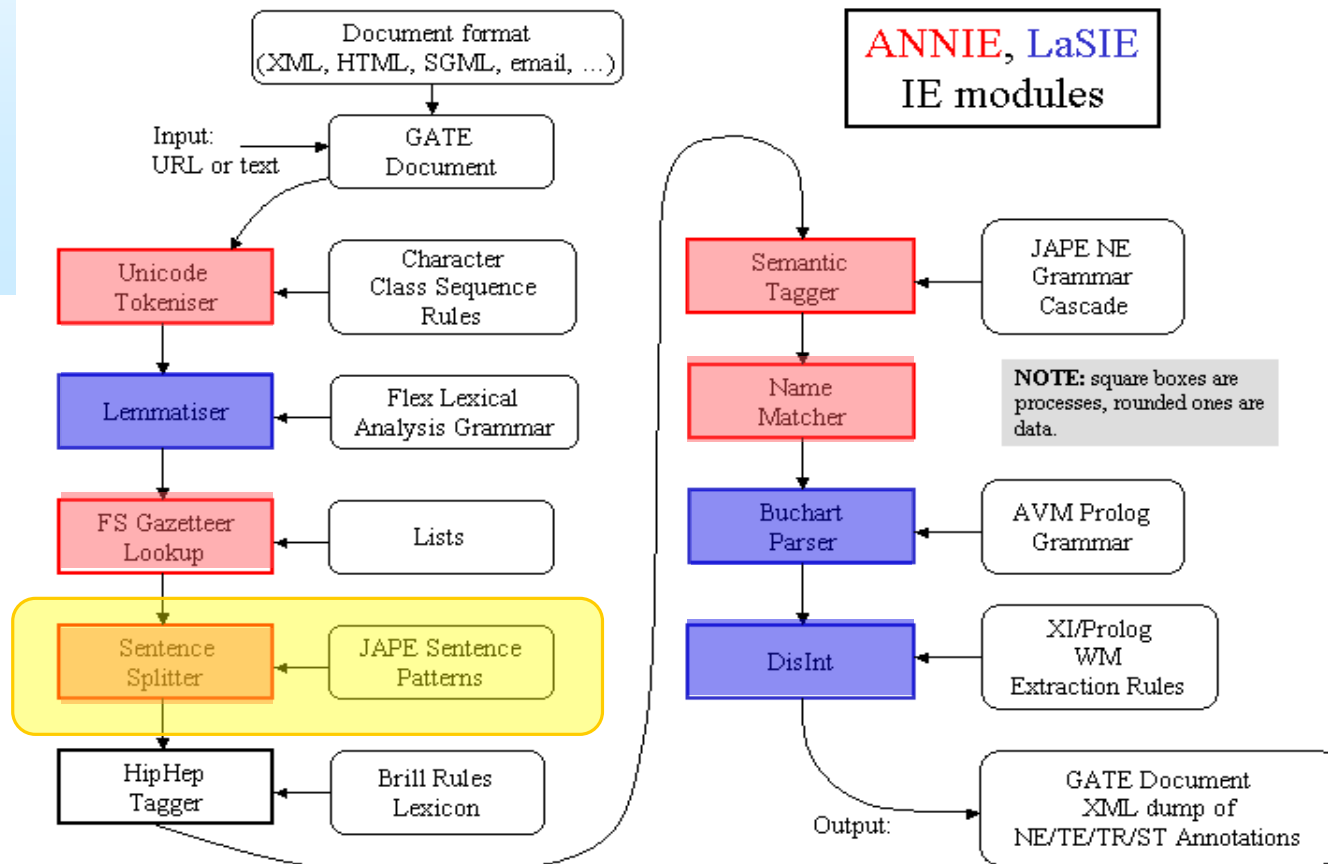 Document format
(XML, HTML, SGML, email, ...)
ANNIE, LaSIE
IE modules
Input:
URL or text
GATE
Document
Unicode
Tokeniser
Character
Class Sequence
Rules
Lemmatiser
Flex Lexical
Analysis Grammar
FS Gazetteer
Lookup
Lists
Sentence
Splitter
JAPE Sentence
Patterns
HipHep
Tagger
Brill Rules
Lexicon
Semantic
Tagger
JAPE NE
Grammar
Cascade
Name
Matcher
NOTE: square boxes are
processes, rounded ones are
data.
Buchart
Parser
AVM Prolog
Grammar
DisInt
XI/Prolog
WM
Extraction Rules
Output:
GATE Document
XML dump of
NE/TE/TR/ST Annotations